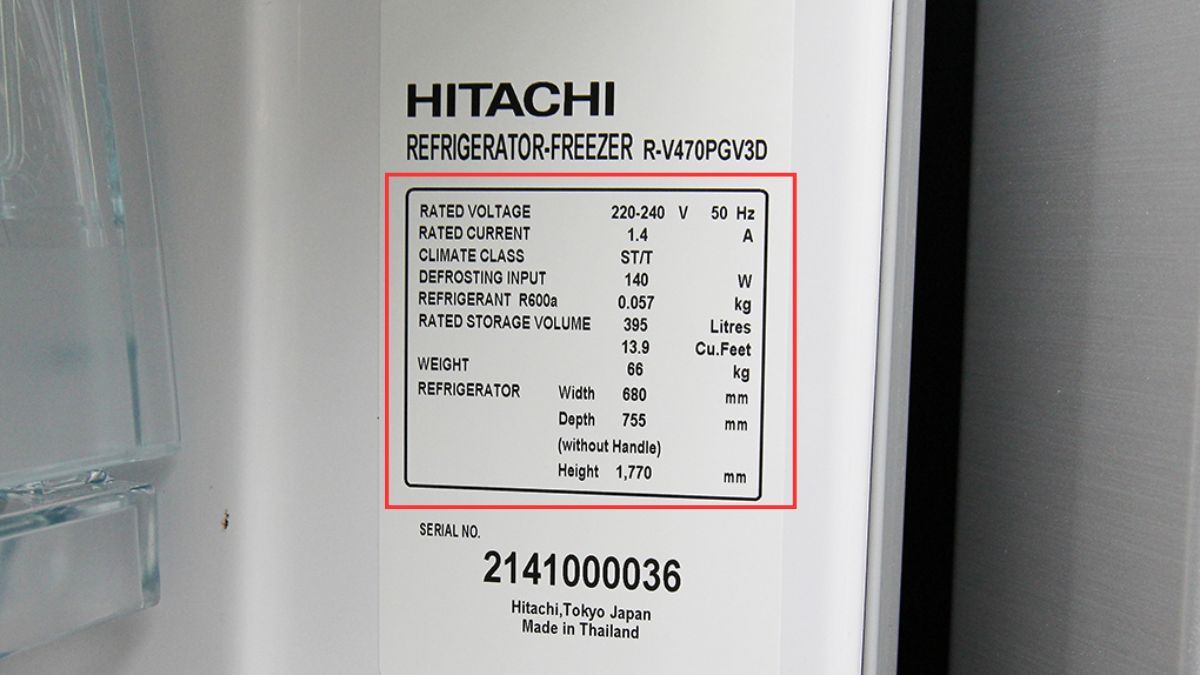 HITACHI
REFRIGERATOR-FREEZER R-V470PGV3D
RATED VOLTAGE 220-240 V 50 Hz
RATED CURRENT 1.4 A
CLIMATE CLASS ST/T
DEFROSTING INPUT 140 W
REFRIGERANT R600a 0.057 kg
RATED STORAGE VOLUME 395 Litres
13.9 Cu.Feet
WEIGHT 66 kg
REFRIGERATOR Width 680 mm
Depth 755 mm
(without Handle)
Height 1,770 mm
SERIAL NO.
2141000036
Hitachi,Tokyo Japan
Made in Thailand